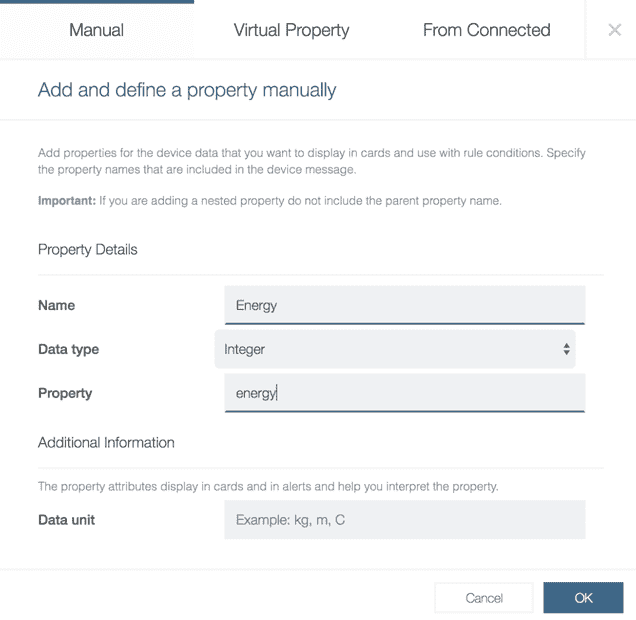 Manual Virtual Property From Connected ×
Add and define a property manually
Add properties for the device data that you want to display in cards and use with rule conditions. Specify
the property names that are included in the device message.
Important: If you are adding a nested property do not include the parent property name.
Property Details
Name Energy
Data type Integer
Property energy
Additional Information
The property attributes display in cards and in alerts and help you interpret the property.
Data unit Example: kg, m, C
Cancel OK